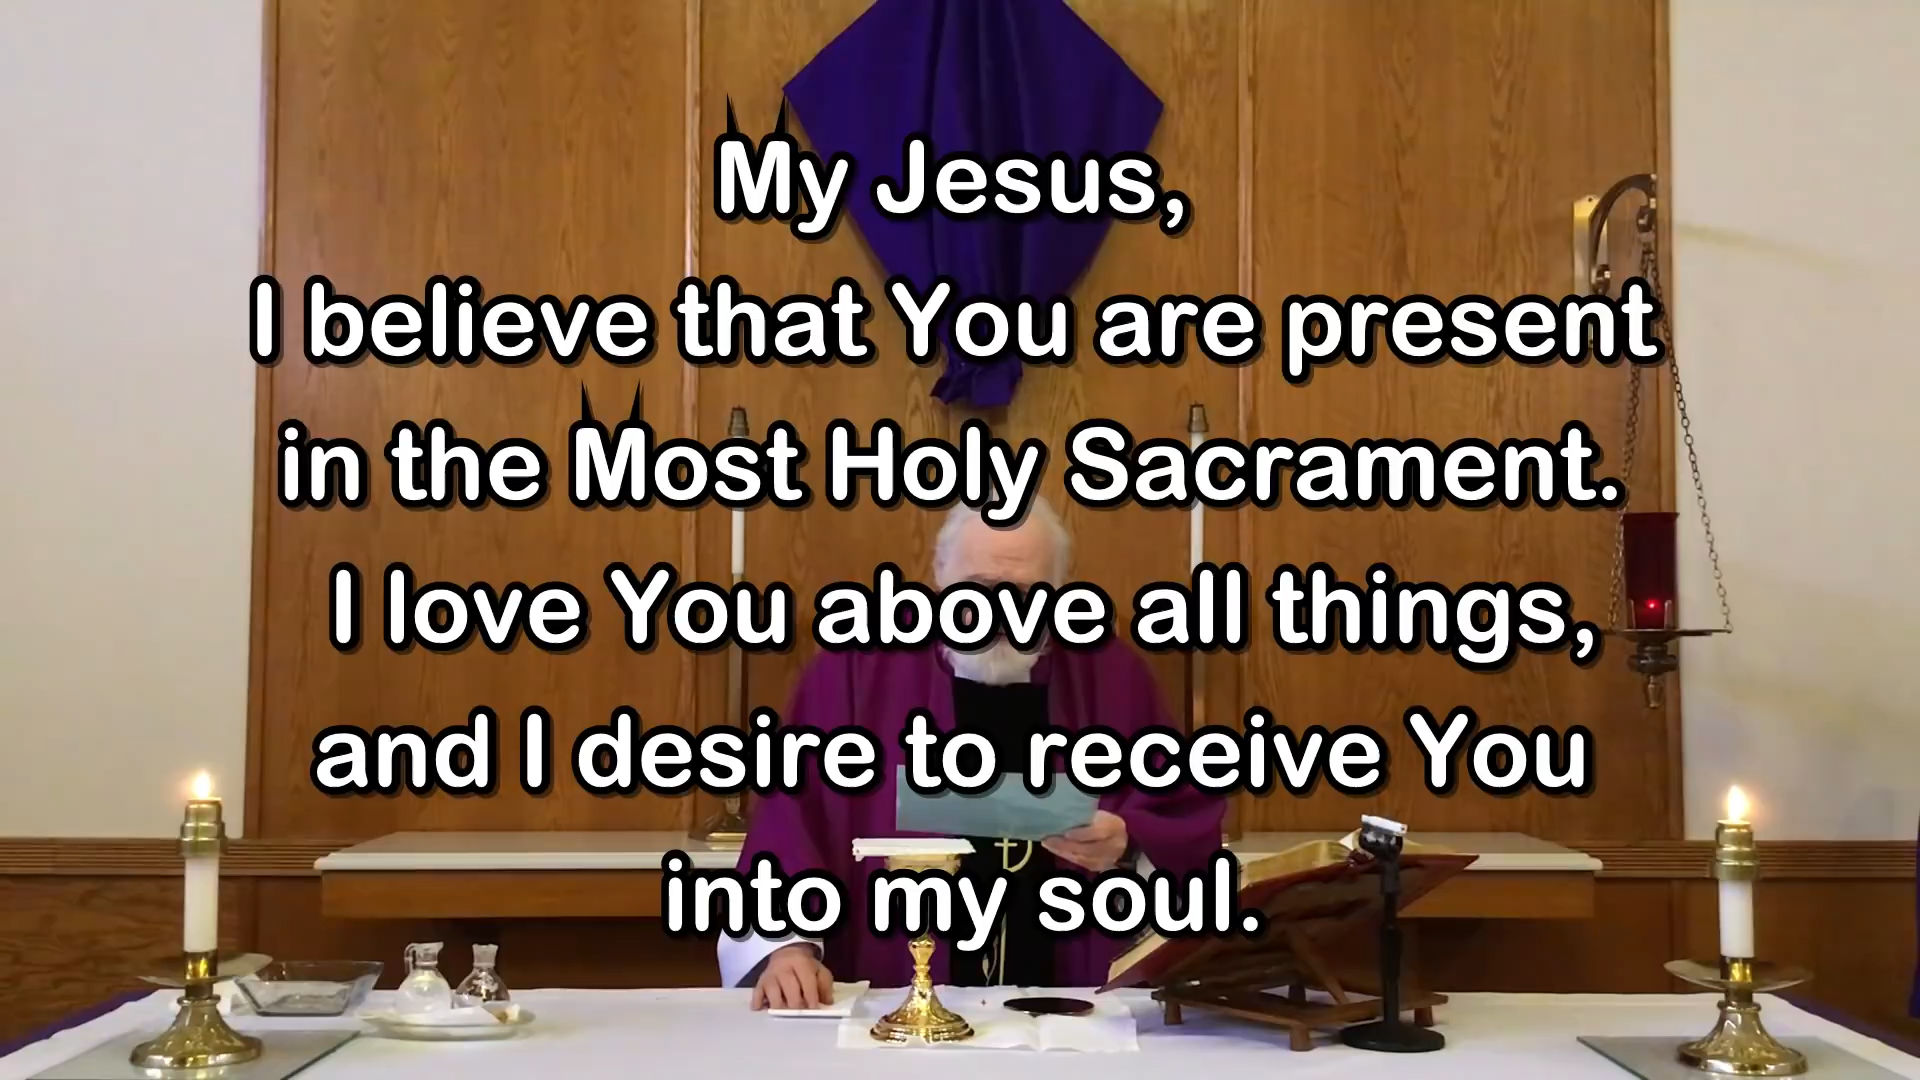 My Jesus,
I believe that You are present
in the Most Holy Sacrament.
I love You above all things,
and I desire to receive You
into my soul.